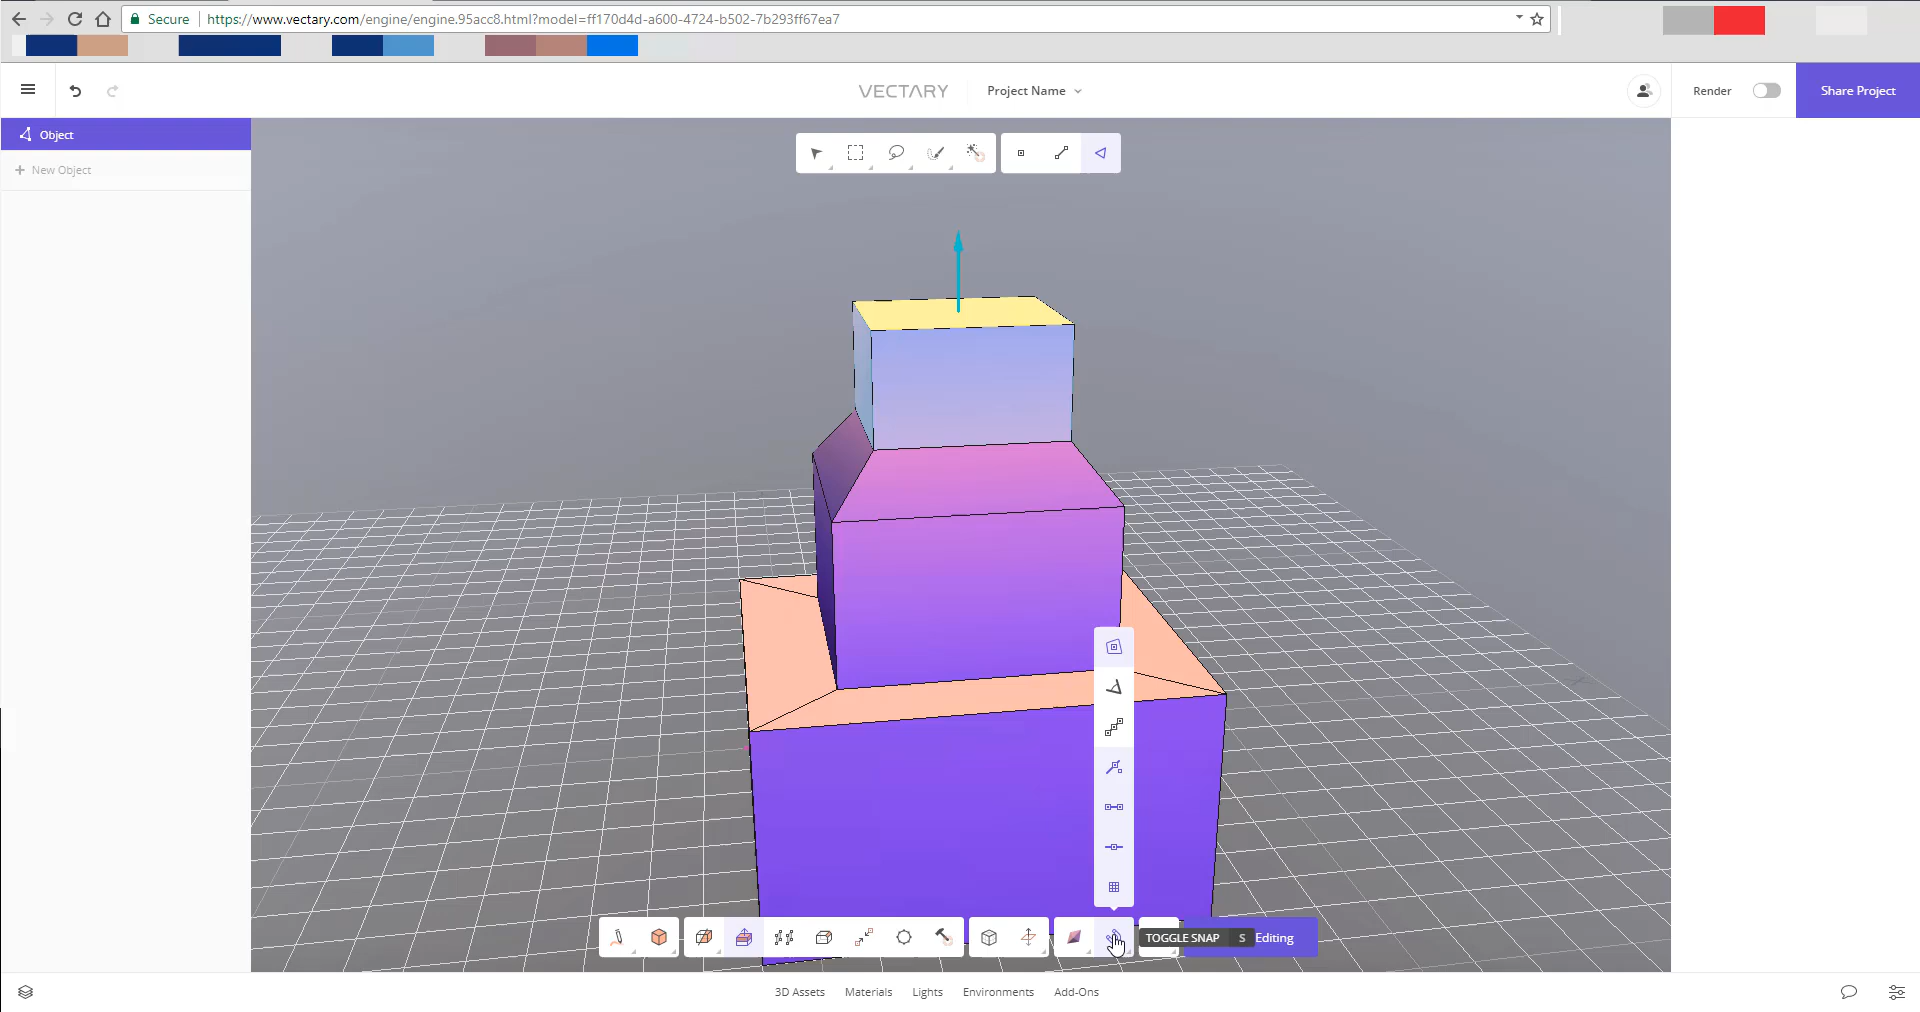 Secure https://www.vectary.com/engine/engine.95acc8.html?model=ff170d4d-a600-4724-b502-7b293ff67ea7
VECTARY Project Name Render Share Project
Object
+ New Object
TOGGLE SNAP S Editing
3D Assets Materials Lights Environments Add-Ons